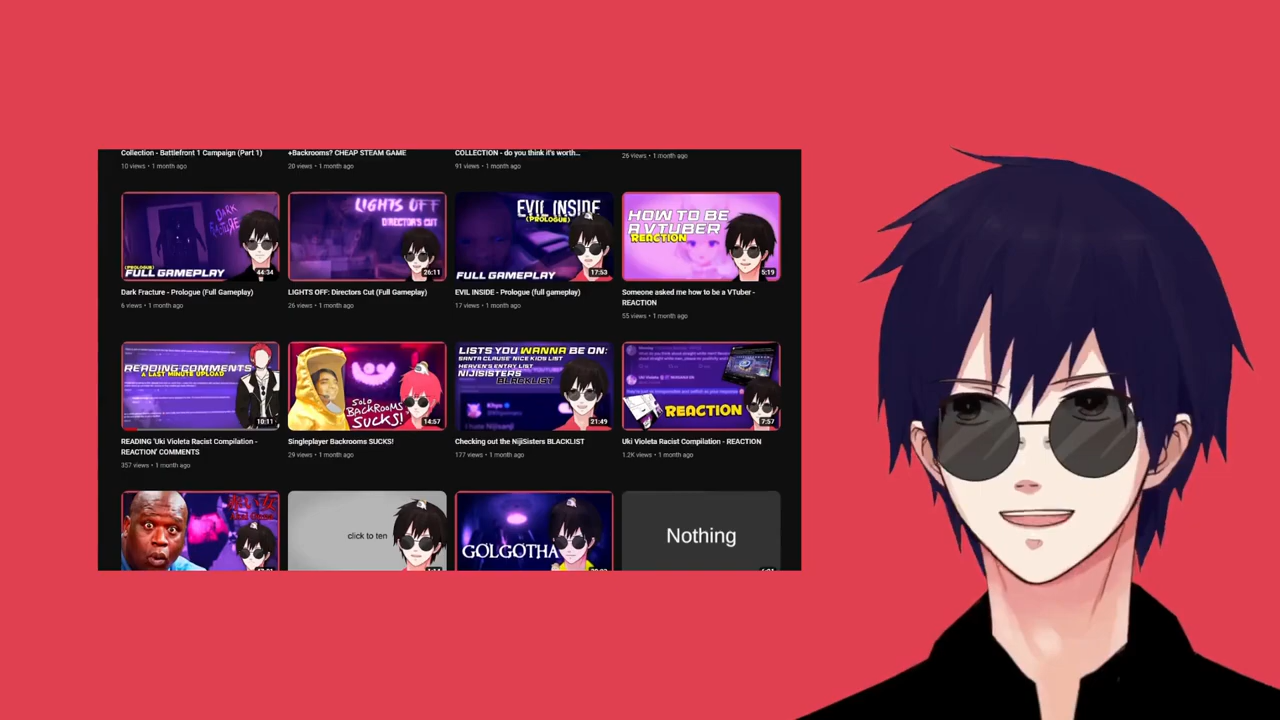 Collection - Battlefront 1 Campaign (Part 1)
10 views • 1 month ago
+Backrooms? CHEAP STEAM GAME
20 views • 1 month ago
COLLECTION - do you think it's worth...
91 views • 1 month ago
26 views • 1 month ago
DARK
(PROLOGUE)
FULL GAMEPLAY
44:34
Dark Fracture - Prologue (Full Gameplay)
6 views • 1 month ago
LIGHTS OFF
DIRECTOR'S CUT
26:11
LIGHTS OFF: Directors Cut (Full Gameplay)
26 views • 1 month ago
EVIL INSIDE
(PROLOGUE)
FULL GAMEPLAY
17:53
EVIL INSIDE - Prologue (full gameplay)
17 views • 1 month ago
HOW TO BE
A VTUBER
REACTION
5:19
Someone asked me how to be a VTuber -
REACTION
55 views • 1 month ago
READING COMMENTS
A LAST MINUTE UPLOAD
10:11
READING 'Uki Violeta Racist Compilation -
REACTION' COMMENTS
357 views • 1 month ago
SOLO
BACKROOMS
SUCKS!
14:57
Singleplayer Backrooms SUCKS!
29 views • 1 month ago
LISTS YOU WANNA BE ON:
SANTA CLAUSE' NICE KIDS LIST
HEAVEN'S ENTRY LIST
NIJISISTERS
BLACKLIST
21:49
Checking out the NijiSisters BLACKLIST
177 views • 1 month ago
REACTION
7:57
Uki Violeta Racist Compilation - REACTION
1.2K views • 1 month ago
click to ten
GOLGOTHA
Nothing